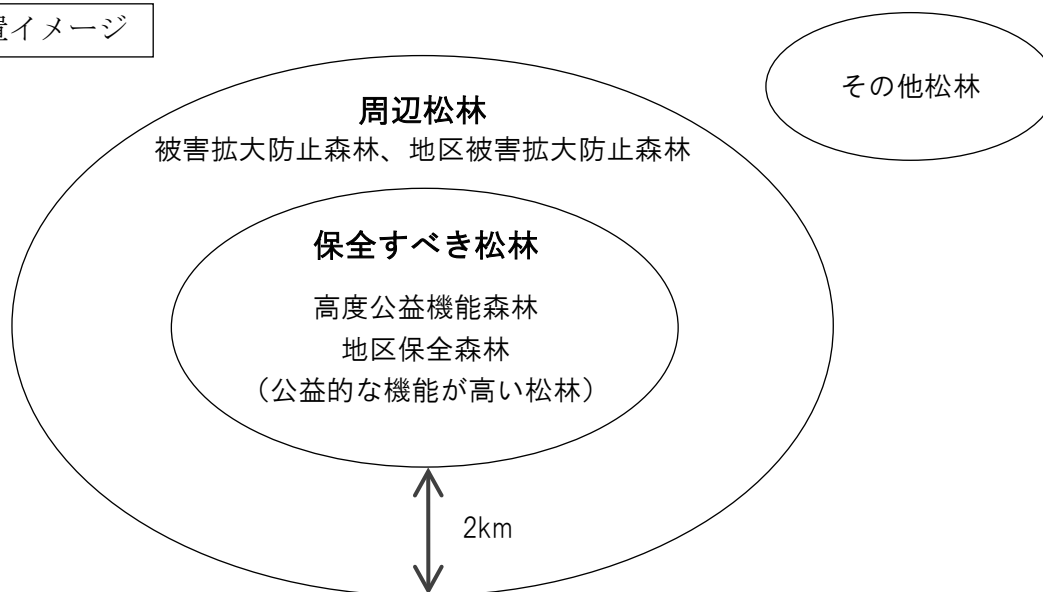 置イメージ
その他松林
周辺松林
被害拡大防止森林、地区被害拡大防止森林
保全すべき松林
高度公益機能森林
地区保全森林
（公益的な機能が高い松林）
2km